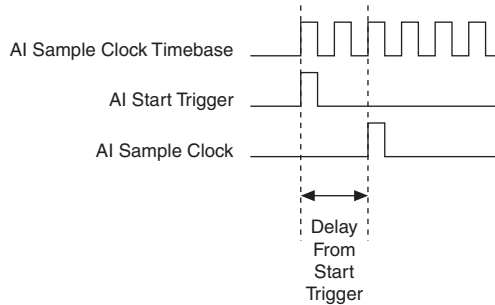 AI Sample Clock Timebase
AI Start Trigger
AI Sample Clock
Delay
From
Start
Trigger